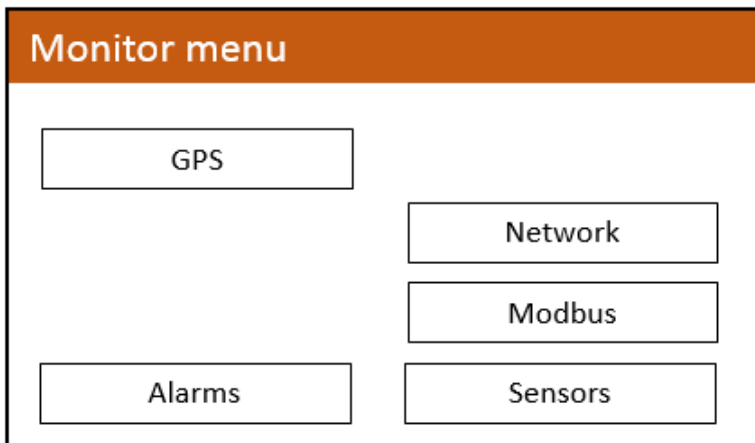 Monitor menu
GPS
Network
Modbus
Alarms
Sensors